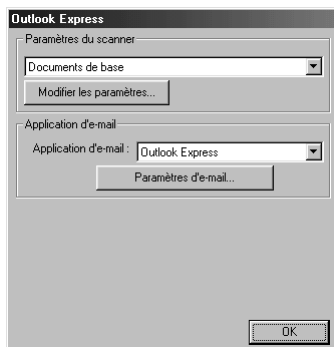 Outlook Express
Paramètres du scanner
Documents de base
Modifier les paramètres...
Application d'e-mail
Application d'e-mail : Outlook Express
Paramètres d'e-mail...
OK